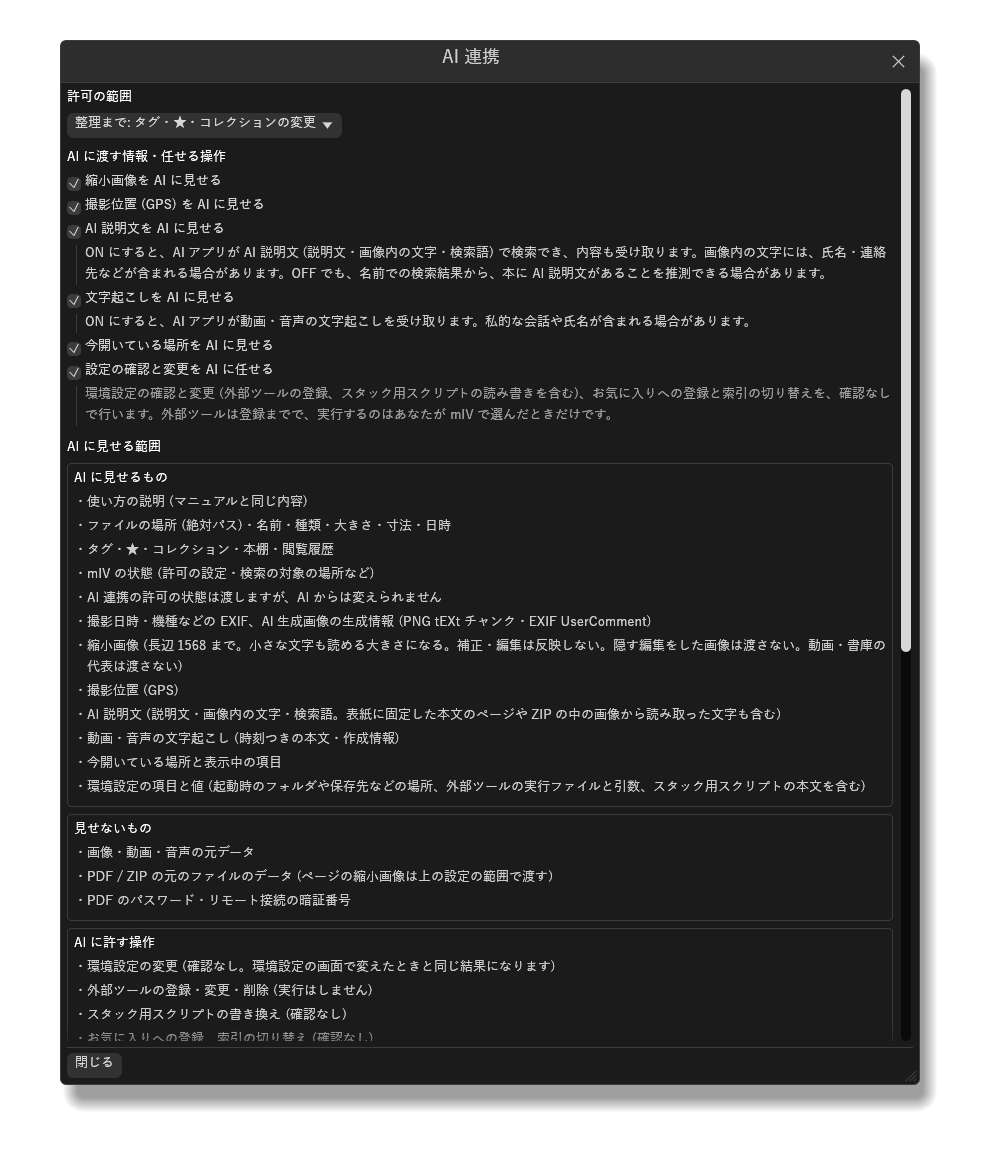 AI 連携
許可の範囲
整理まで: タグ・★・コレクションの変更
AI に渡す情報・任せる操作
縮小画像を AI に見せる
撮影位置 (GPS) を AI に見せる
AI 説明文を AI に見せる
ON にすると、AI アプリが AI 説明文 (説明文・画像内の文字・検索語) で検索でき、内容も受け取ります。画像内の文字には、氏名・連絡
先などが含まれる場合があります。OFF でも、名前での検索結果から、本に AI 説明文があることを推測できる場合があります。
文字起こしを AI に見せる
ON にすると、AI アプリが動画・音声の文字起こしを受け取ります。私的な会話や氏名が含まれる場合があります。
今開いている場所を AI に見せる
設定の確認と変更を AI に任せる
環境設定の確認と変更 (外部ツールの登録、スタック用スクリプトの読み書きを含む)、お気に入りへの登録と索引の切り替えを、確認なし
で行います。外部ツールは登録までで、実行するのはあなたが mIV で選んだときだけです。
AI に見せる範囲
AI に見せるもの
・使い方の説明 (マニュアルと同じ内容)
・ファイルの場所 (絶対パス)・名前・種類・大きさ・寸法・日時
・タグ・★・コレクション・本棚・閲覧履歴
・mIV の状態 (許可の設定・検索の対象の場所など)
・AI 連携の許可の状態は渡しますが、AI からは変えられません
・撮影日時・機種などの EXIF、AI 生成画像の生成情報 (PNG tEXt チャンク・EXIF UserComment)
・縮小画像 (長辺 1568 まで。小さな文字も読める大きさになる。補正・編集は反映しない。隠す編集をした画像は渡さない。動画・書庫の
代表は渡さない)
・撮影位置 (GPS)
・AI 説明文 (説明文・画像内の文字・検索語。表紙に固定した本文のページや ZIP の中の画像から読み取った文字も含む)
・動画・音声の文字起こし (時刻つきの本文・作成情報)
・今開いている場所と表示中の項目
・環境設定の項目と値 (起動時のフォルダや保存先などの場所、外部ツールの実行ファイルと引数、スタック用スクリプトの本文を含む)
見せないもの
・画像・動画・音声の元データ
・PDF / ZIP の元のファイルのデータ (ページの縮小画像は上の設定の範囲で渡す)
・PDF のパスワード・リモート接続の暗証番号
AI に許す操作
・環境設定の変更 (確認なし。環境設定の画面で変えたときと同じ結果になります)
・外部ツールの登録・変更・削除 (実行はしません)
・スタック用スクリプトの書き換え (確認なし)
・お気に入りへの登録、索引の切り替え (確認なし)
閉じる